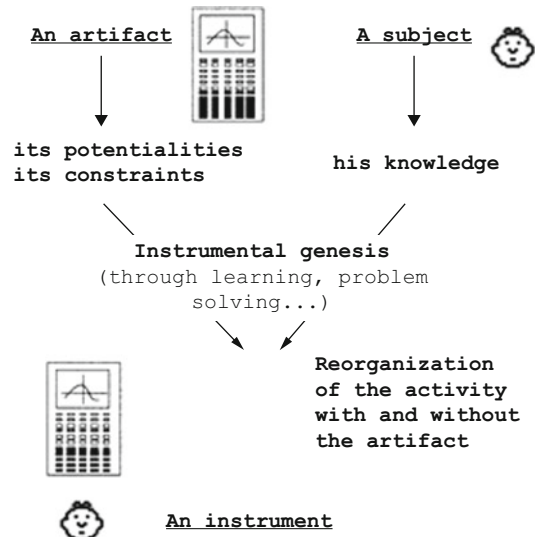 An artifact
A subject
its potentialities
its constraints
his knowledge
Instrumental genesis
(through learning, problem
solving...)
Reorganization
of the activity
with and without
the artifact
An instrument